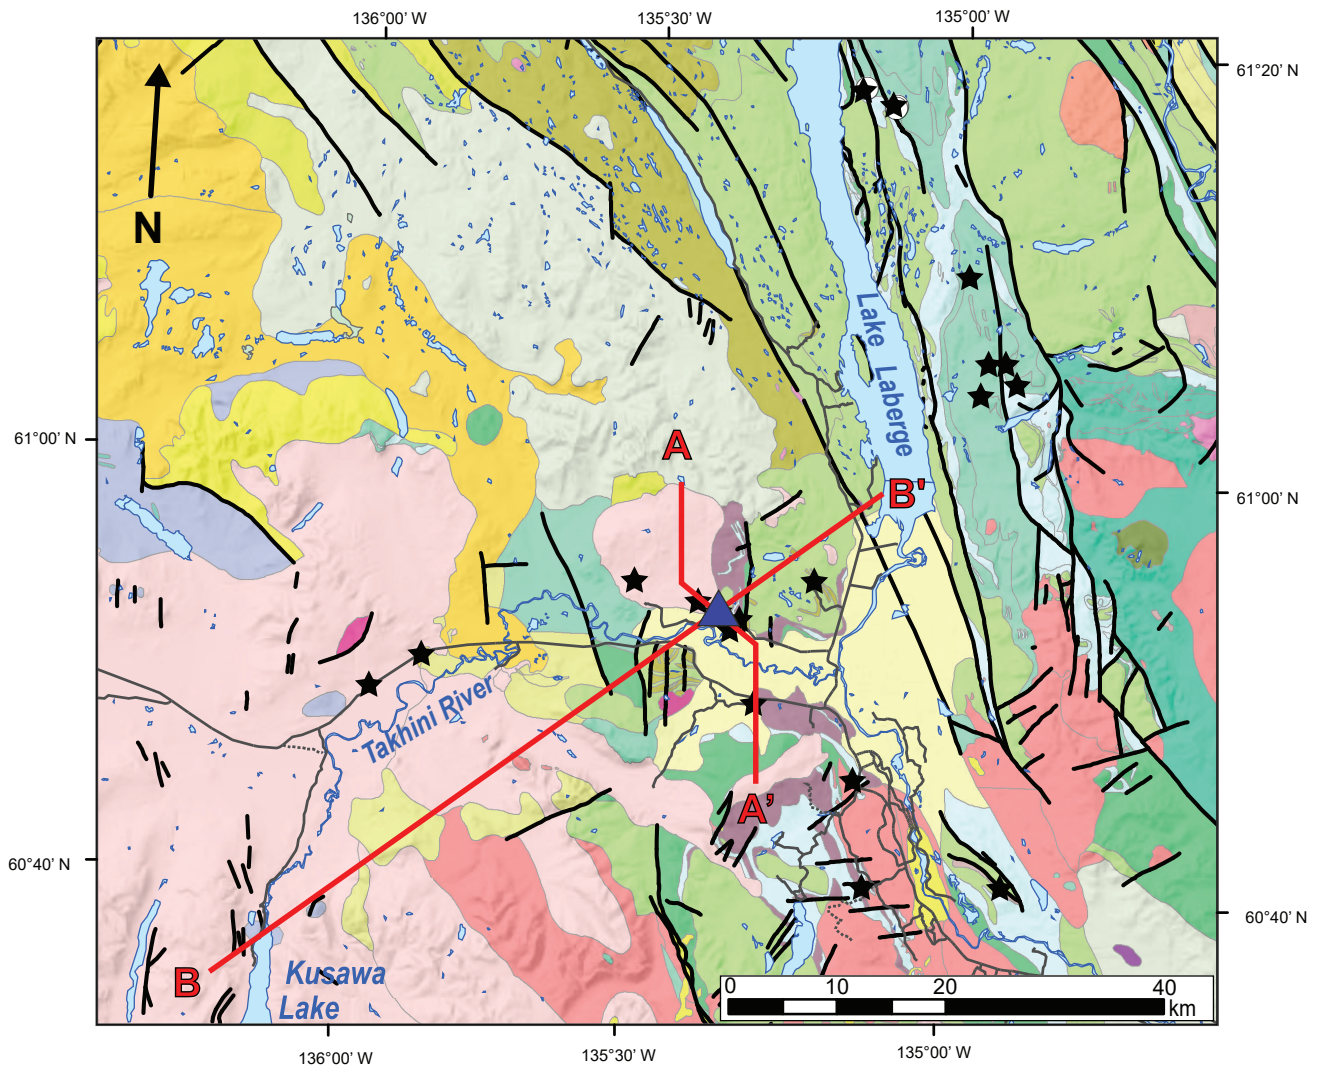 136°00' W
135°30' W
135°00' W
61°20' N
N
Lake Laberge
61°00' N
A
B'
61°00' N
Takhini River
A'
60°40' N
60°40' N
B
Kusawa
Lake
0 10 20 40
km
136°00' W
135°30' W
135°00' W